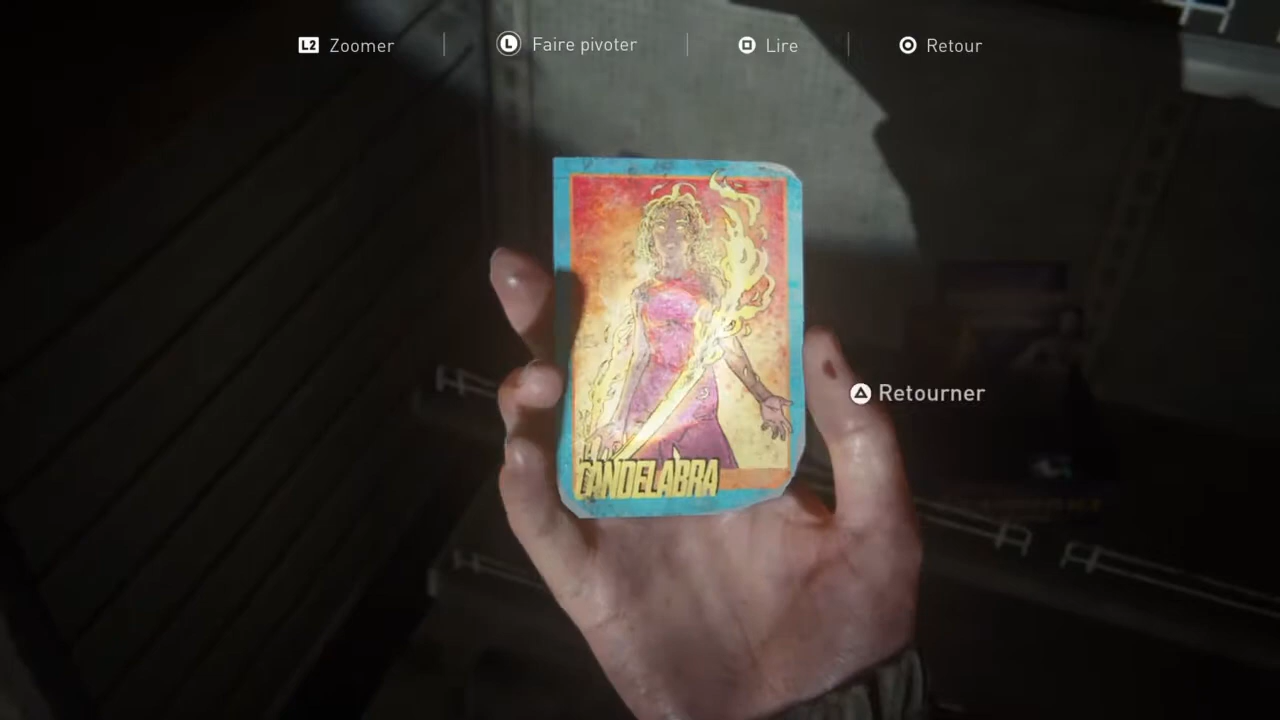 L2 Zoomer
L Faire pivoter
Lire
Retour
Retourner
CANDELABRA